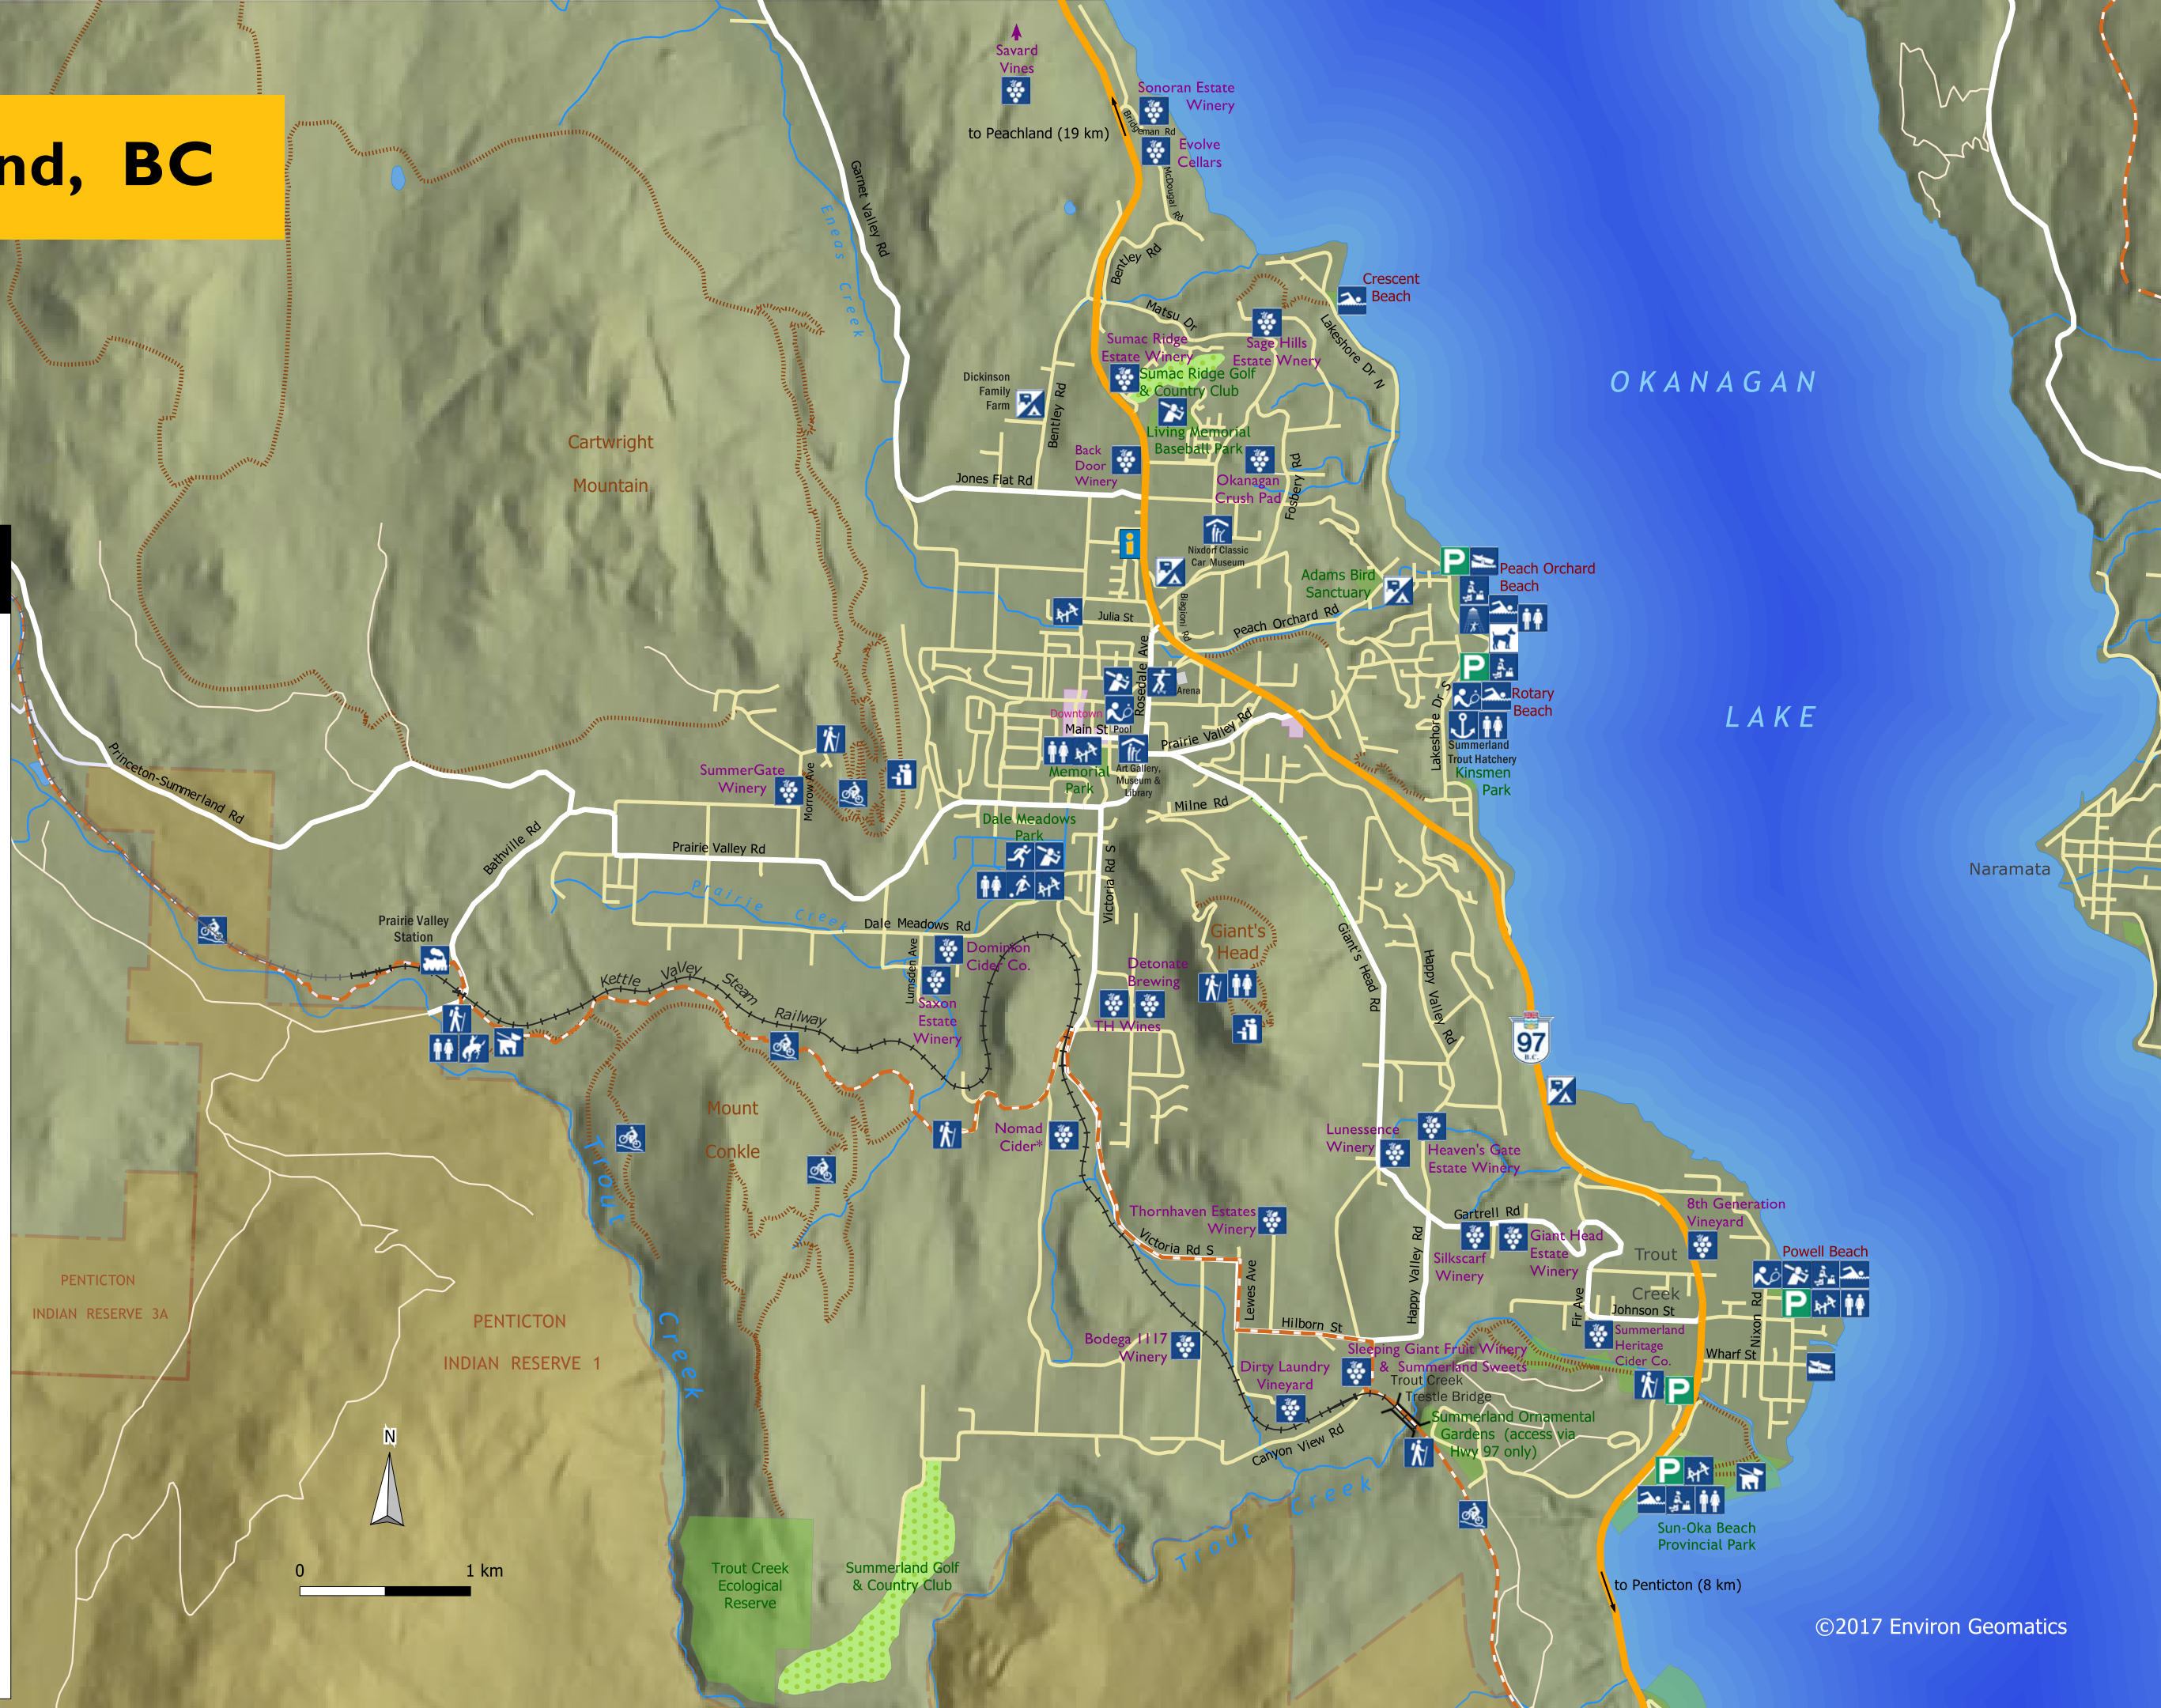 nd, BC
Savard
Vines
Sonoran Estate
Winery
to Peachland (19 km)
Bridgeman Rd
Evolve
Cellars
McDougal Rd
Garnet Valley Rd
Eneas Creek
Bentley Rd
Crescent
Beach
Matsu Dr
Lakeshore Dr N
Sumac Ridge
Estate Winery
Sage Hills
Estate Wnery
Sumac Ridge Golf
& Country Club
Dickinson
Family
Farm
Bentley Rd
OKANAGAN
LAKE
Cartwright
Mountain
Living Memorial
Baseball Park
Back
Door
Winery
Okanagan
Crush Pad
Fosbery Rd
Jones Flat Rd
Nixdorf Classic
Car Museum
Adams Bird
Sanctuary
Peach Orchard
Beach
Julia St
Biagioni Rd
Peach Orchard Rd
Rosedale Ave
Arena
Rotary
Beach
Downtown
Main St
Pool
Prairie Valley Rd
Lakeshore Dr S
Summerland
Trout Hatchery
Kinsmen
Park
Memorial
Park
Art Gallery,
Museum &
Library
SummerGate
Winery
Morrow Ave
Princeton-Summerland Rd
Milne Rd
Dale Meadows
Park
Bathville Rd
Prairie Valley Rd
Victoria Rd S
Naramata
Prairie Creek
Dale Meadows Rd
Prairie Valley
Station
Giant's
Head
Giant's Head Rd
Happy Valley Rd
Lumsden Ave
Dominion
Cider Co.
Detonate
Brewing
Kettle Valley Steam Railway
Saxon
Estate
Winery
TH Wines
97
B.C.
Mount
Conkle
Nomad
Cider*
Lunessence
Winery
Heaven's Gate
Estate Winery
Trout Creek
Thornhaven Estates
Winery
Gartrell Rd
8th Generation
Vineyard
Victoria Rd S
Silkscarf
Winery
Giant Head
Estate
Winery
Trout
Creek
Powell Beach
PENTICTON
INDIAN RESERVE 3A
PENTICTON
INDIAN RESERVE 1
Lewes Ave
Happy Valley Rd
Fir Ave
Johnson St
Nixon Rd
Hilborn St
Bodega 1117
Winery
Summerland
Heritage
Cider Co.
Wharf St
Sleeping Giant Fruit Winery
& Summerland Sweets
Dirty Laundry
Vineyard
Trout Creek
Trestle Bridge
Summerland Ornamental
Gardens (access via
Hwy 97 only)
Canyon View Rd
P
P
P
P
P
i
N
Trout Creek
Sun-Oka Beach
Provincial Park
0 1 km
Trout Creek
Ecological
Reserve
Summerland Golf
& Country Club
to Penticton (8 km)
©2017 Environ Geomatics